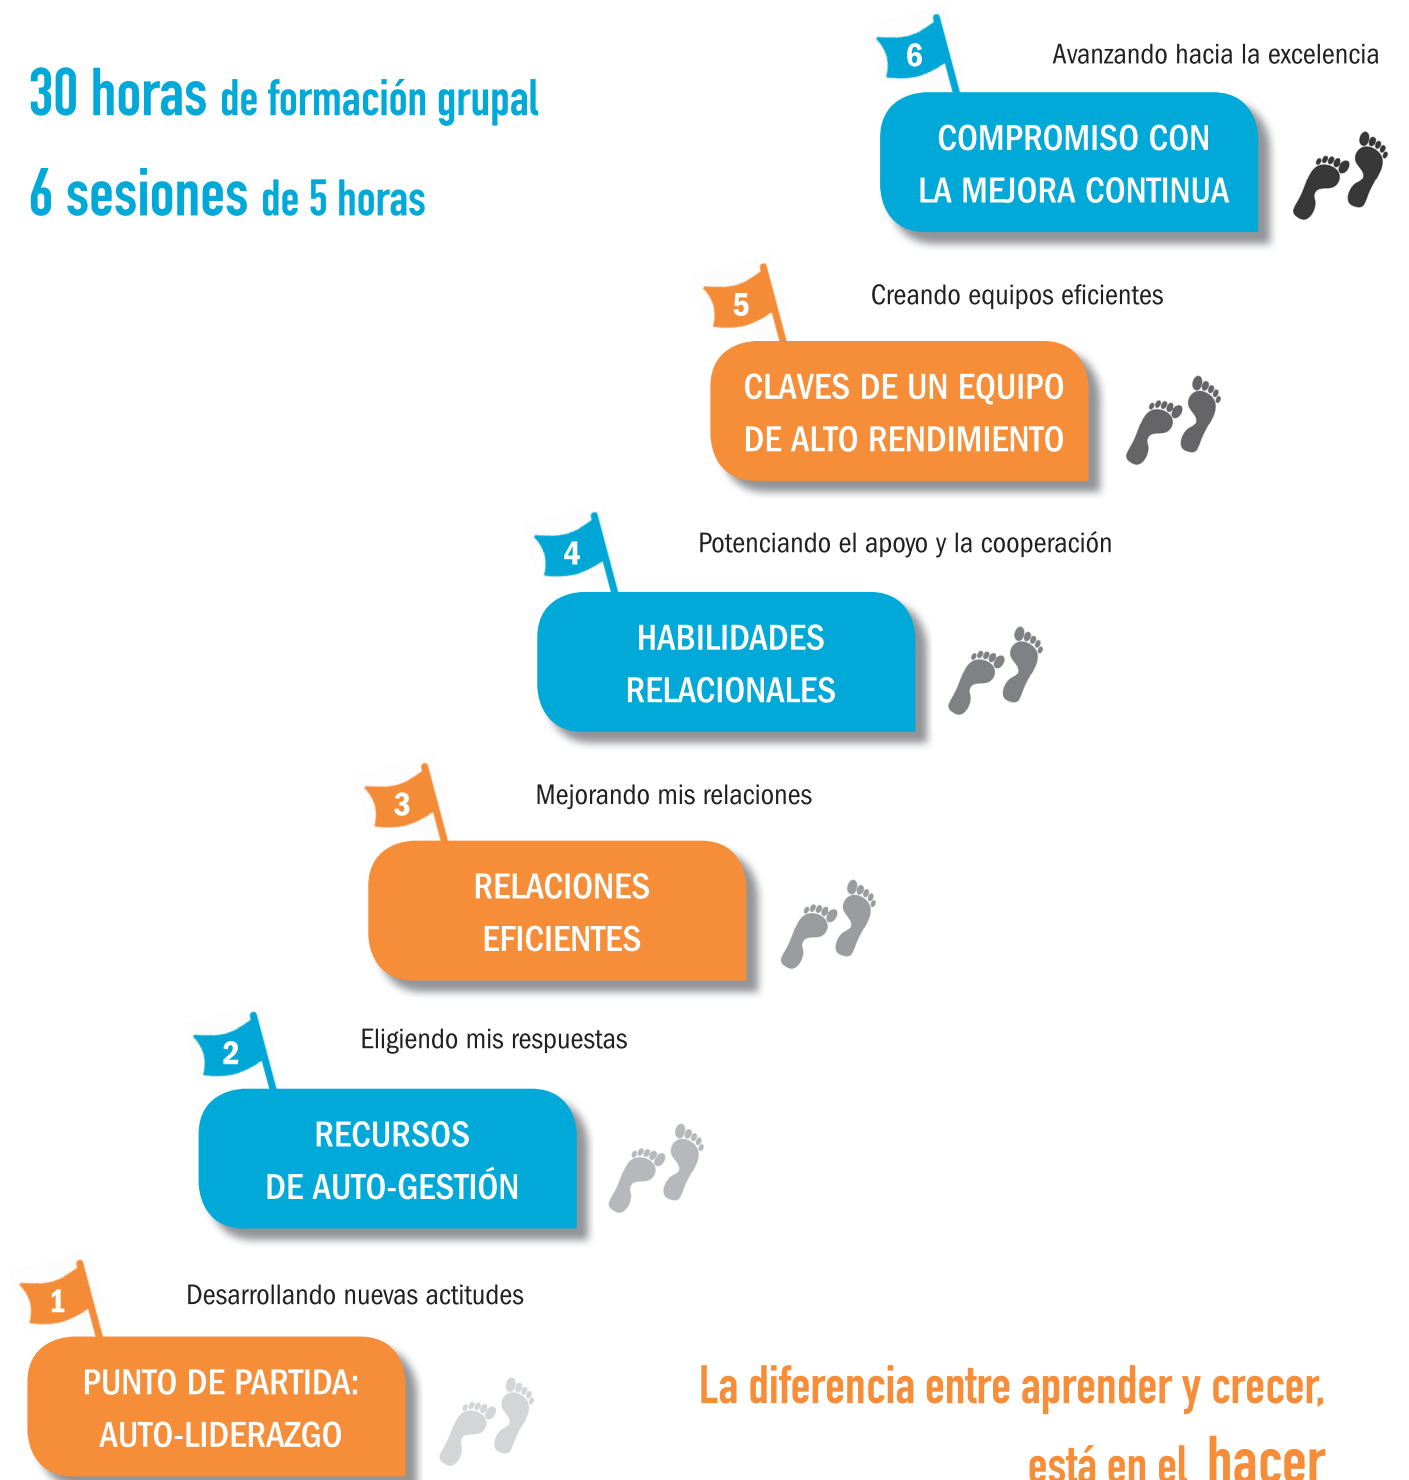 30 horas de formación grupal
6 sesiones de 5 horas
6
Avanzando hacia la excelencia
COMPROMISO CON
LA MEJORA CONTINUA
5
Creando equipos eficientes
CLAVES DE UN EQUIPO
DE ALTO RENDIMIENTO
4
Potenciando el apoyo y la cooperación
HABILIDADES
RELACIONALES
3
Mejorando mis relaciones
RELACIONES
EFICIENTES
2
Eligiendo mis respuestas
RECURSOS
DE AUTO-GESTIÓN
1
Desarrollando nuevas actitudes
PUNTO DE PARTIDA:
AUTO-LIDERAZGO
La diferencia entre aprender y crecer,
está en el hacer